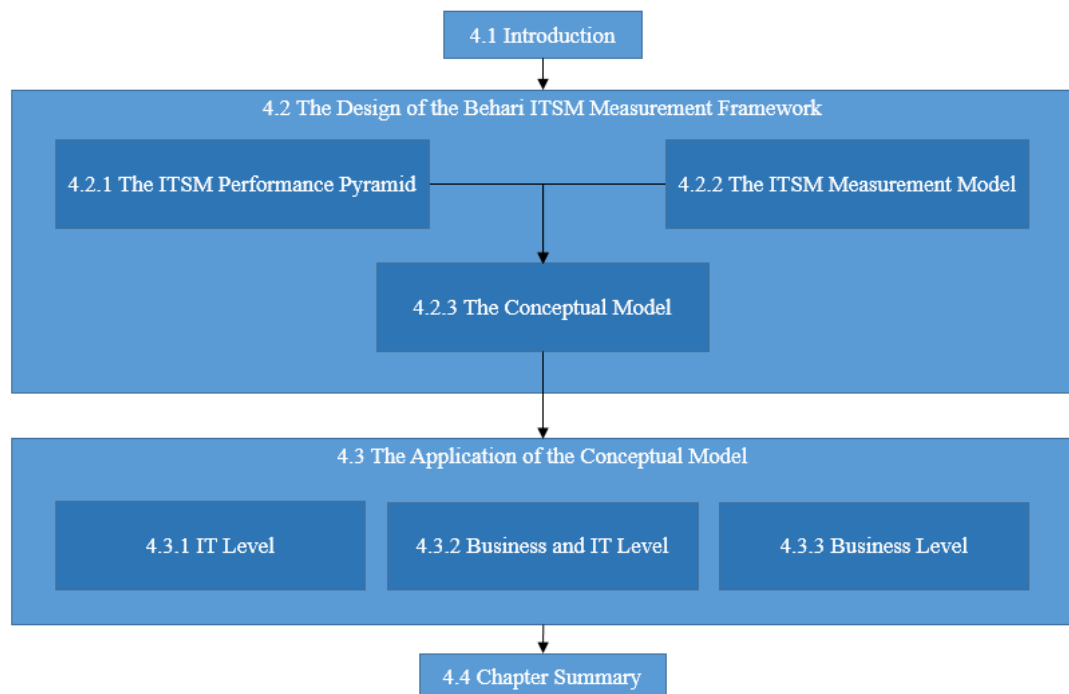 4.1 Introduction
4.2 The Design of the Behari ITSM Measurement Framework
4.2.1 The ITSM Performance Pyramid
4.2.2 The ITSM Measurement Model
4.2.3 The Conceptual Model
4.3 The Application of the Conceptual Model
4.3.1 IT Level
4.3.2 Business and IT Level
4.3.3 Business Level
4.4 Chapter Summary